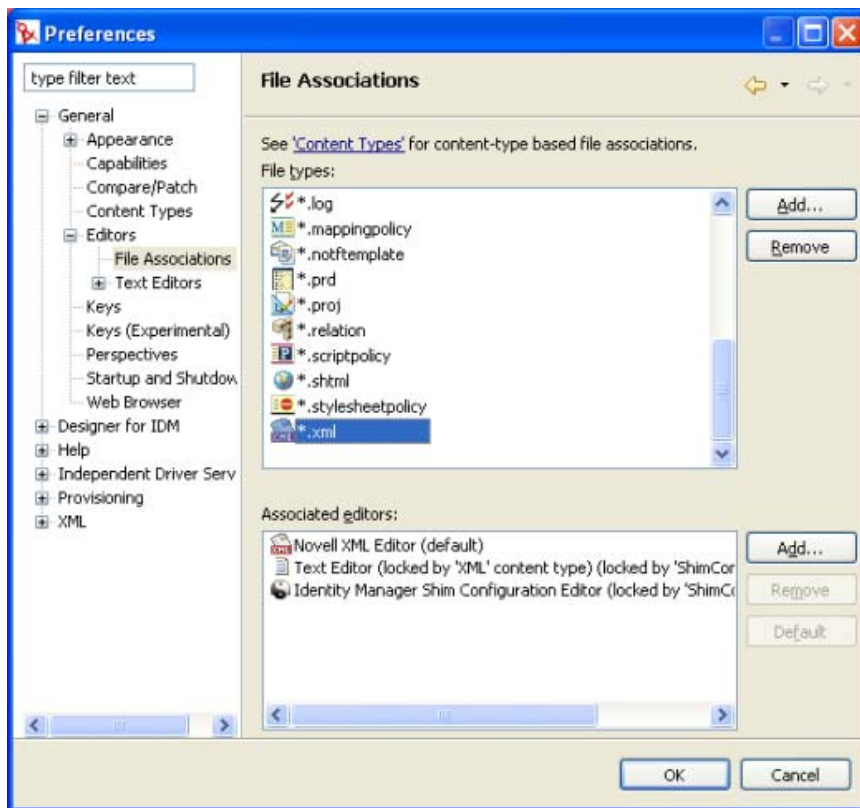 Preferences
type filter text
General
Appearance
Capabilities
Compare/Patch
Content Types
Editors
File Associations
Text Editors
Keys
Keys (Experimental)
Perspectives
Startup and Shutdow
Web Browser
Designer for IDM
Help
Independent Driver Serv
Provisioning
XML
File Associations
See 'Content Types' for content-type based file associations.
File types:
*.log
*.mappingpolicy
*.notftemplate
*.prd
*.proj
*.relation
*.scriptpolicy
*.shtml
*.stylesheetpolicy
*.xml
Add...
Remove
Associated editors:
Novell XML Editor (default)
Text Editor (locked by 'XML' content type) (locked by 'ShimCor
Identity Manager Shim Configuration Editor (locked by 'ShimCo
Add...
Remove
Default
OK
Cancel